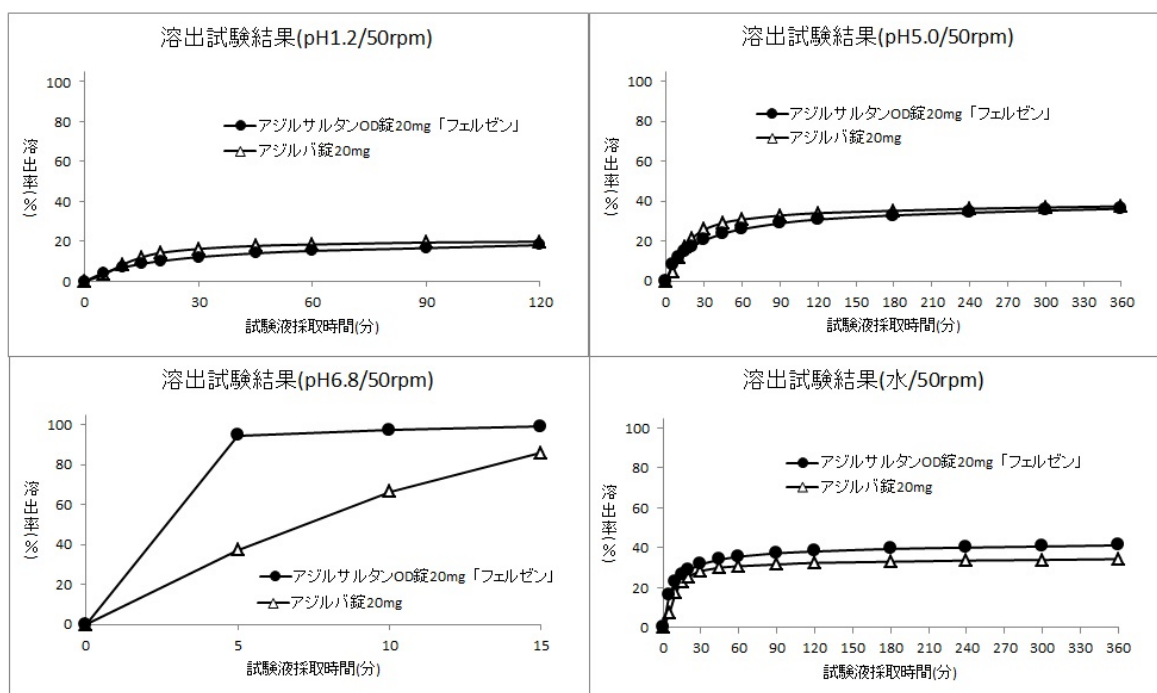 溶出試験結果(pH1.2/50rpm)
100
80
60
40
20
0
溶出率(%)
アジルサルタンOD錠20mg「フェルゼン」
アジルバ錠20mg
0 30 60 90 120
試験液採取時間(分)
溶出試験結果(pH5.0/50rpm)
100
80
60
40
20
0
溶出率(%)
アジルサルタンOD錠20mg「フェルゼン」
アジルバ錠20mg
0 30 60 90 120 150 180 210 240 270 300 330 360
試験液採取時間(分)
溶出試験結果(pH6.8/50rpm)
100
80
60
40
20
0
溶出率(%)
アジルサルタンOD錠20mg「フェルゼン」
アジルバ錠20mg
0 5 10 15
試験液採取時間(分)
溶出試験結果(水/50rpm)
100
80
60
40
20
0
溶出率(%)
アジルサルタンOD錠20mg「フェルゼン」
アジルバ錠20mg
0 30 60 90 120 150 180 210 240 270 300 330 360
試験液採取時間(分)